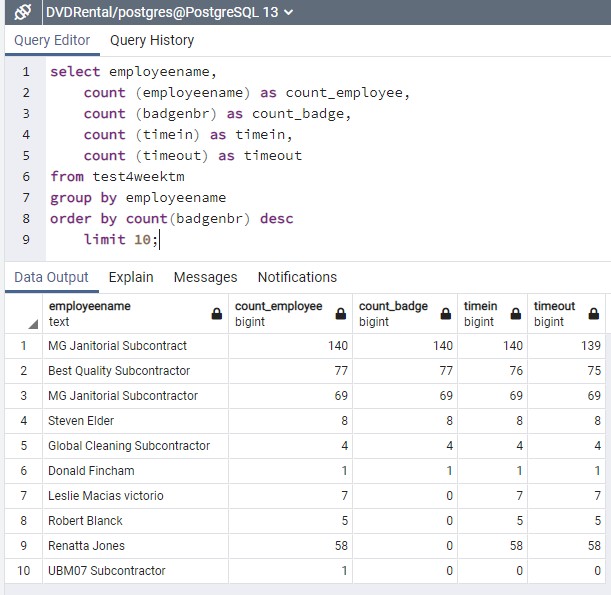 DVDRental/postgres@PostgreSQL 13
Query Editor Query History
1 select employeename,
2 count (employeename) as count_employee,
3 count (badgenbr) as count_badge,
4 count (timein) as timein,
5 count (timeout) as timeout
6 from test4weektm
7 group by employeename
8 order by count(badgenbr) desc
9 limit 10;
Data Output Explain Messages Notifications
employeename count_employee count_badge timein timeout
text bigint bigint bigint bigint
1 MG Janitorial Subcontract 140 140 140 139
2 Best Quality Subcontractor 77 77 76 75
3 MG Janitorial Subcontractor 69 69 69 69
4 Steven Elder 8 8 8 8
5 Global Cleaning Subcontractor 4 4 4 4
6 Donald Fincham 1 1 1 1
7 Leslie Macias victorio 7 0 7 7
8 Robert Blanck 5 0 5 5
9 Renatta Jones 58 0 58 58
10 UBM07 Subcontractor 1 0 0 0